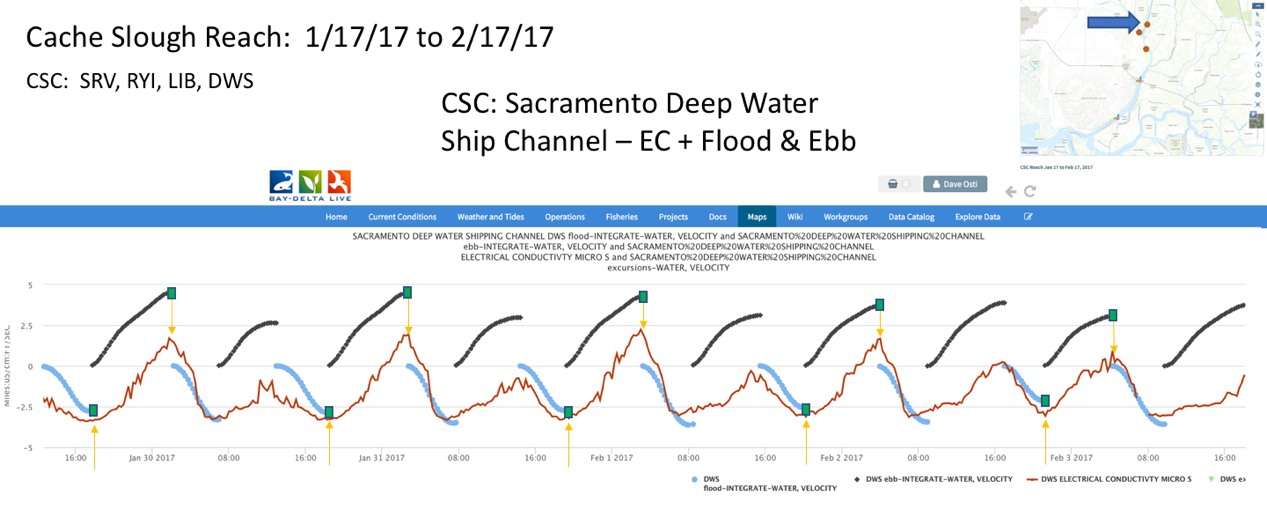 Cache Slough Reach: 1/17/17 to 2/17/17
CSC: SRV, RYI, LIB, DWS
CSC: Sacramento Deep Water
Ship Channel – EC + Flood & Ebb
CSC Reach Jan 17 to Feb 17, 2017
BAY-DELTA LIVE
Dave Osti
Home Current Conditions Weather and Tides Operations Fisheries Projects Docs Maps Wiki Workgroups Data Catalog Explore Data
SACRAMENTO DEEP WATER SHIPPING CHANNEL DWS flood-INTEGRATE-WATER, VELOCITY and SACRAMENTO%20DEEP%20WATER%20SHIPPING%20CHANNEL
ebb-INTEGRATE-WATER, VELOCITY and SACRAMENTO%20DEEP%20WATER%20SHIPPING%20CHANNEL
ELECTRICAL CONDUCTIVTY MICRO S and SACRAMENTO%20DEEP%20WATER%20SHIPPING%20CHANNEL
excursions-WATER, VELOCITY
5
2.5
0
-2.5
-5
16:00 Jan 30 2017 08:00 16:00 Jan 31 2017 08:00 16:00 Feb 1 2017 08:00 16:00 Feb 2 2017 08:00 16:00 Feb 3 2017 08:00 16:00
DWS
flood-INTEGRATE-WATER, VELOCITY
DWS ebb-INTEGRATE-WATER, VELOCITY
DWS ELECTRICAL CONDUCTIVTY MICRO S
DWS